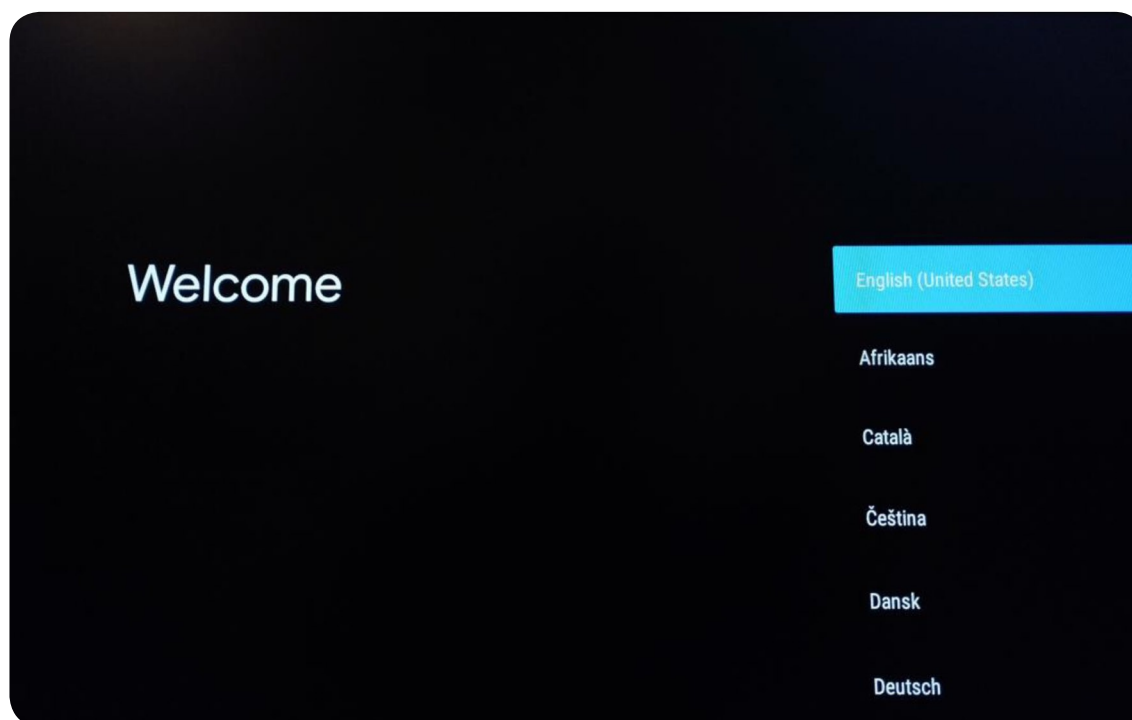 Welcome
English (United States)
Afrikaans
Català
Čeština
Dansk
Deutsch